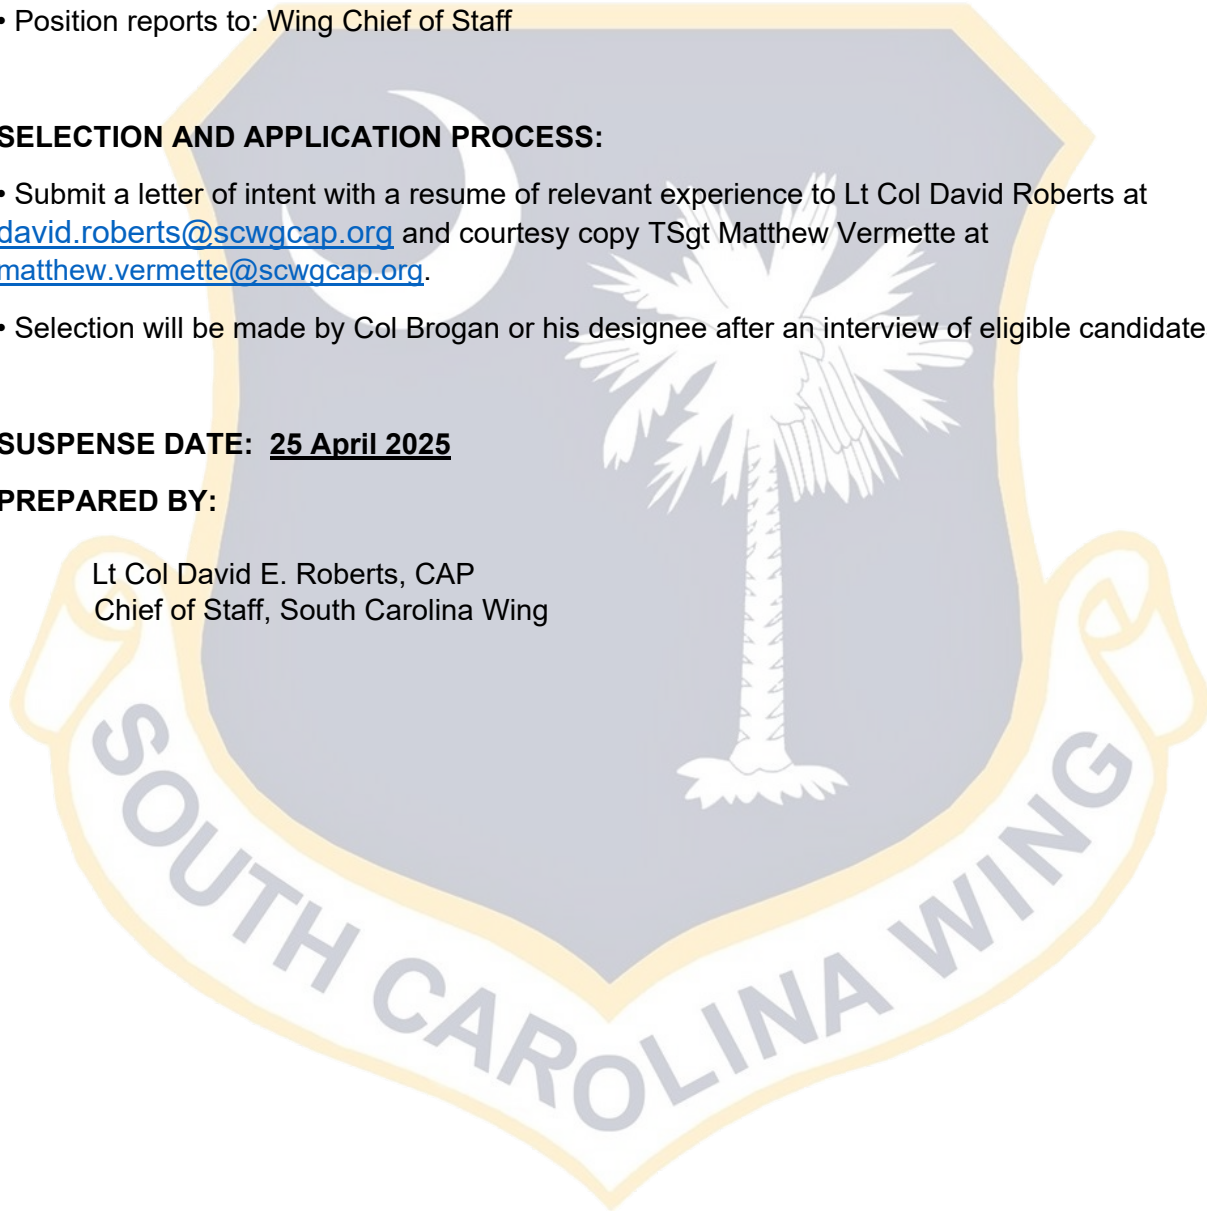 • Position reports to: Wing Chief of Staff
SELECTION AND APPLICATION PROCESS:
• Submit a letter of intent with a resume of relevant experience to Lt Col David Roberts at
david.roberts@scwgcap.org and courtesy copy TSgt Matthew Vermette at
matthew.vermette@scwgcap.org.
• Selection will be made by Col Brogan or his designee after an interview of eligible candidate
SUSPENSE DATE: 25 April 2025
PREPARED BY:
Lt Col David E. Roberts, CAP
Chief of Staff, South Carolina Wing
SOUTH CAROLINA WING